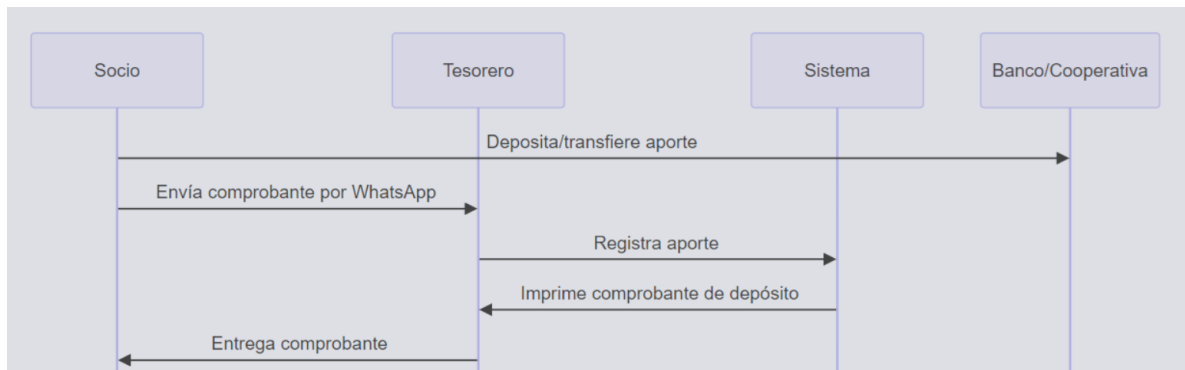 Socio
Tesorero
Sistema
Banco/Cooperativa
Deposita/transfiere aporte
Envía comprobante por WhatsApp
Registra aporte
Imprime comprobante de depósito
Entrega comprobante